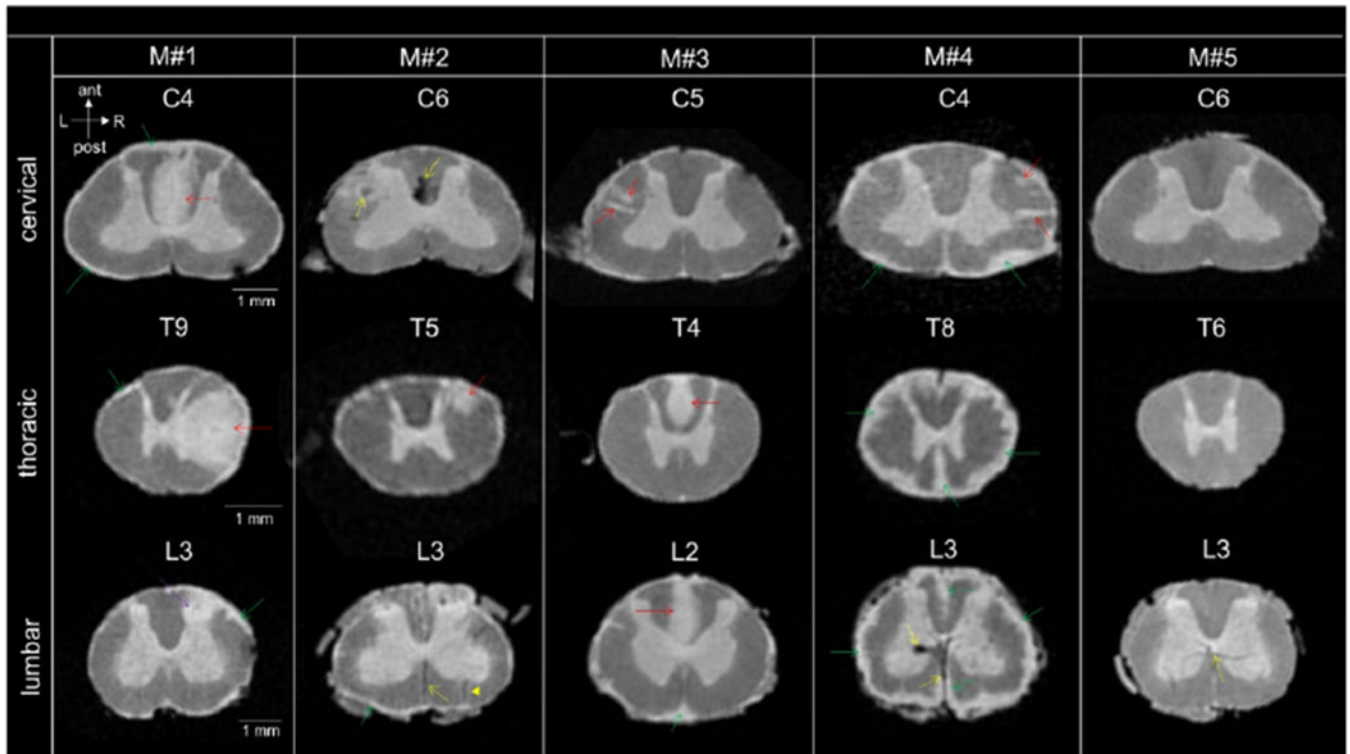 M#1 M#2 M#3 M#4 M#5
cervical
C4 C6 C5 C4 C6
ant
L R
post
1 mm
thoracic
T9 T5 T4 T8 T6
1 mm
lumbar
L3 L3 L2 L3 L3
1 mm